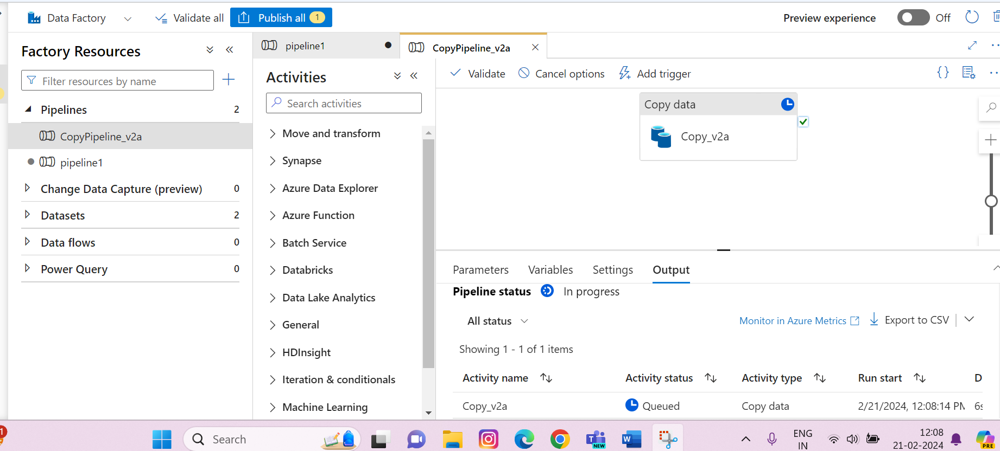 Data Factory
Validate all
Publish all 1
Preview experience
Off
Factory Resources
Filter resources by name
Pipelines 2
CopyPipeline_v2a
pipeline1
Change Data Capture (preview) 0
Datasets 2
Data flows 0
Power Query 0
pipeline1
CopyPipeline_v2a
Activities
Search activities
Move and transform
Synapse
Azure Data Explorer
Azure Function
Batch Service
Databricks
Data Lake Analytics
General
HDInsight
Iteration & conditionals
Machine Learning
Validate
Cancel options
Add trigger
Copy data
Copy_v2a
Parameters
Variables
Settings
Output
Pipeline status In progress
All status
Monitor in Azure Metrics
Export to CSV
Showing 1 - 1 of 1 items
Activity name Activity status Activity type Run start D
Copy_v2a Queued Copy data 2/21/2024, 12:08:14 PM 6s
1
Search
NEW
ENG
IN
12:08
21-02-2024
PRE